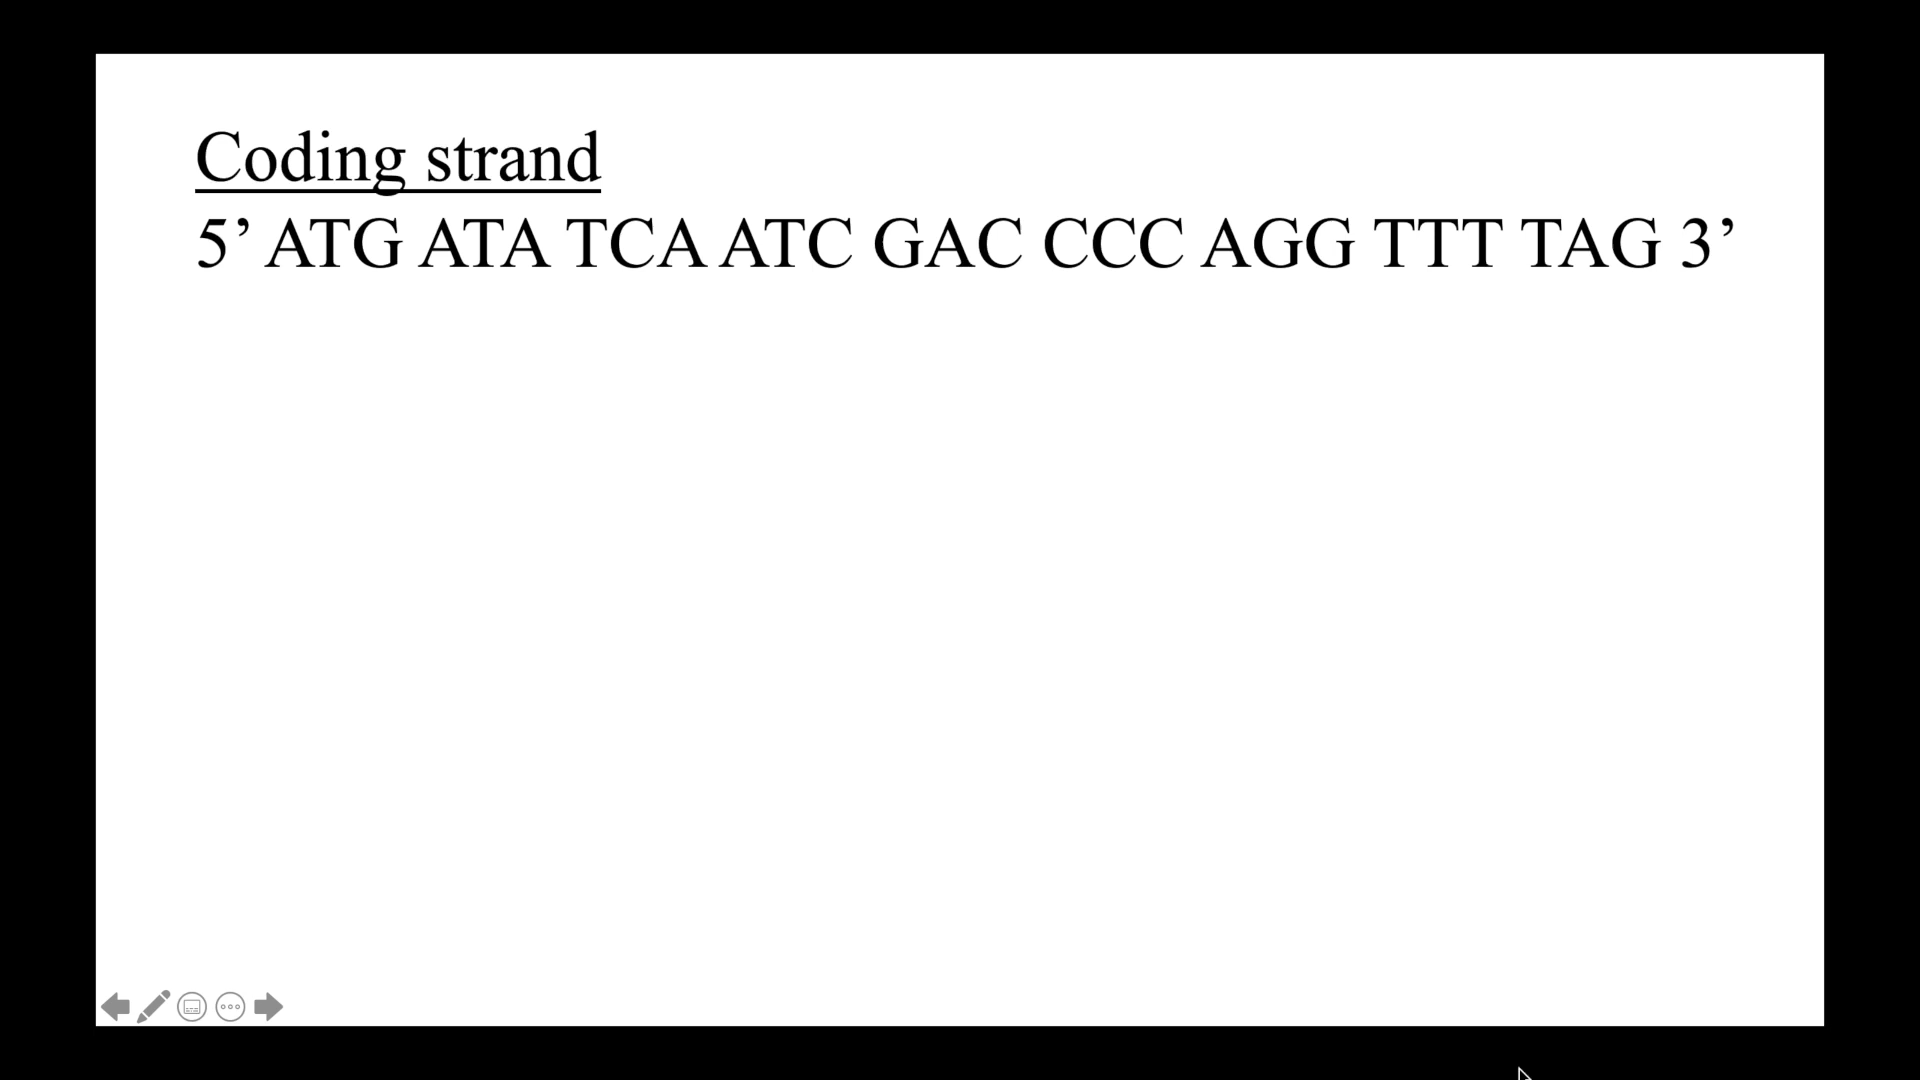 Coding strand
5’ ATG ATA TCA ATC GAC CCC AGG TTT TAG 3’